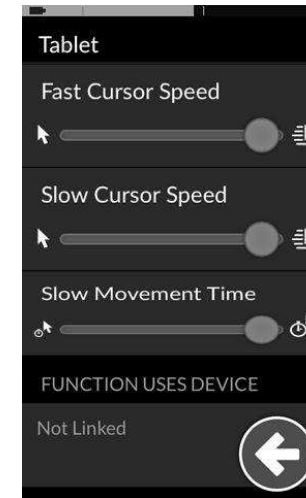 Tablet
Fast Cursor Speed
Slow Cursor Speed
Slow Movement Time
FUNCTION USES DEVICE
Not Linked